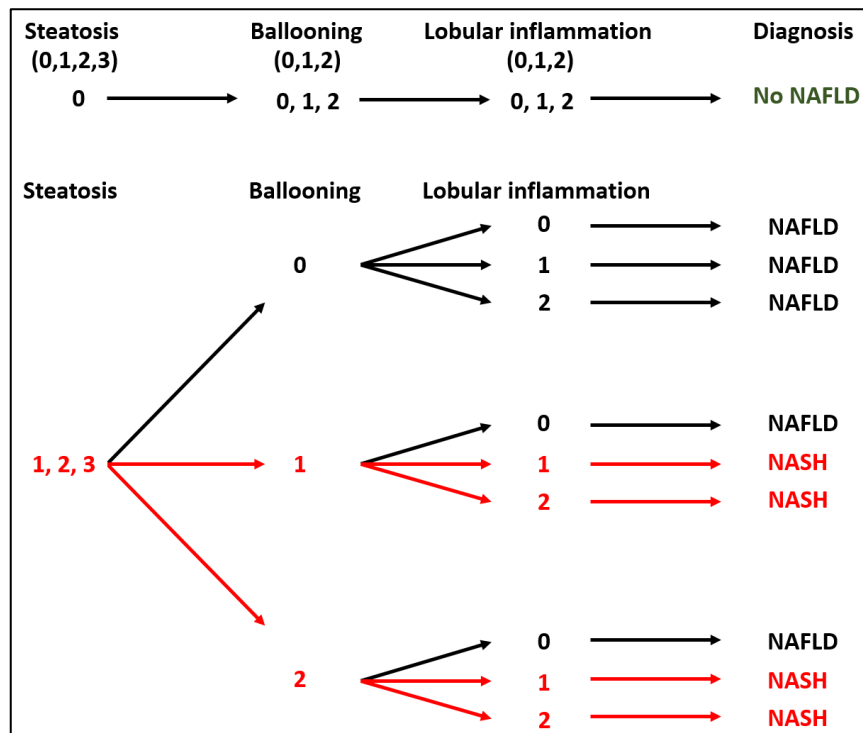 Steatosis Ballooning Lobular inflammation Diagnosis
(0,1,2,3) (0,1,2) (0,1,2)
0 0, 1, 2 0, 1, 2 No NAFLD
Steatosis Ballooning Lobular inflammation
0 NAFLD
0 1 NAFLD
2 NAFLD
0 NAFLD
1, 2, 3 1 1 NASH
2 NASH
0 NAFLD
2 1 NASH
2 NASH